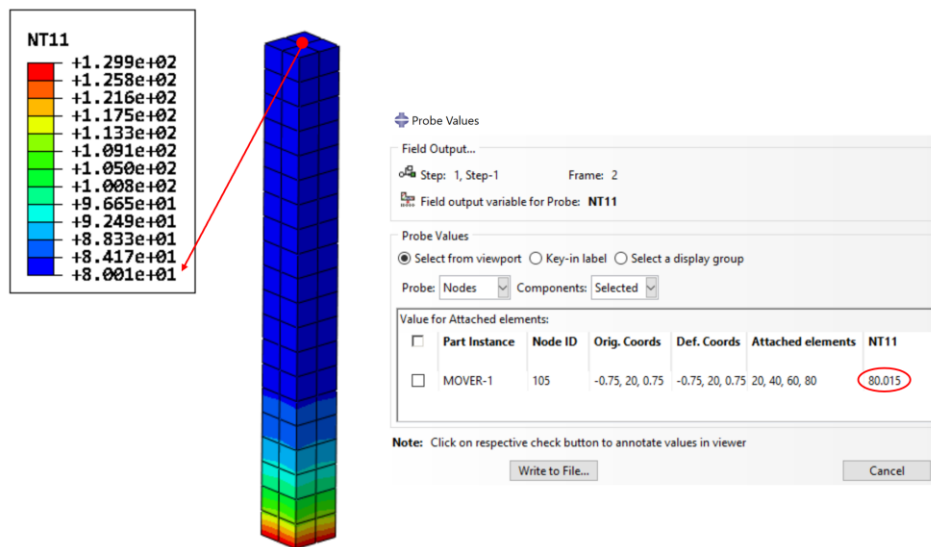 NT11
+1.299e+02
+1.258e+02
+1.216e+02
+1.175e+02
+1.133e+02
+1.091e+02
+1.050e+02
+1.008e+02
+9.665e+01
+9.249e+01
+8.833e+01
+8.417e+01
+8.001e+01
Probe Values
Field Output...
Step: 1, Step-1 Frame: 2
Field output variable for Probe: NT11
Probe Values
Select from viewport Key-in label Select a display group
Probe: Nodes Components: Selected
Value for Attached elements:
Part Instance Node ID Orig. Coords Def. Coords Attached elements NT11
MOVER-1 105 -0.75, 20, 0.75 -0.75, 20, 0.75 20, 40, 60, 80 80.015
Note: Click on respective check button to annotate values in viewer
Write to File... Cancel